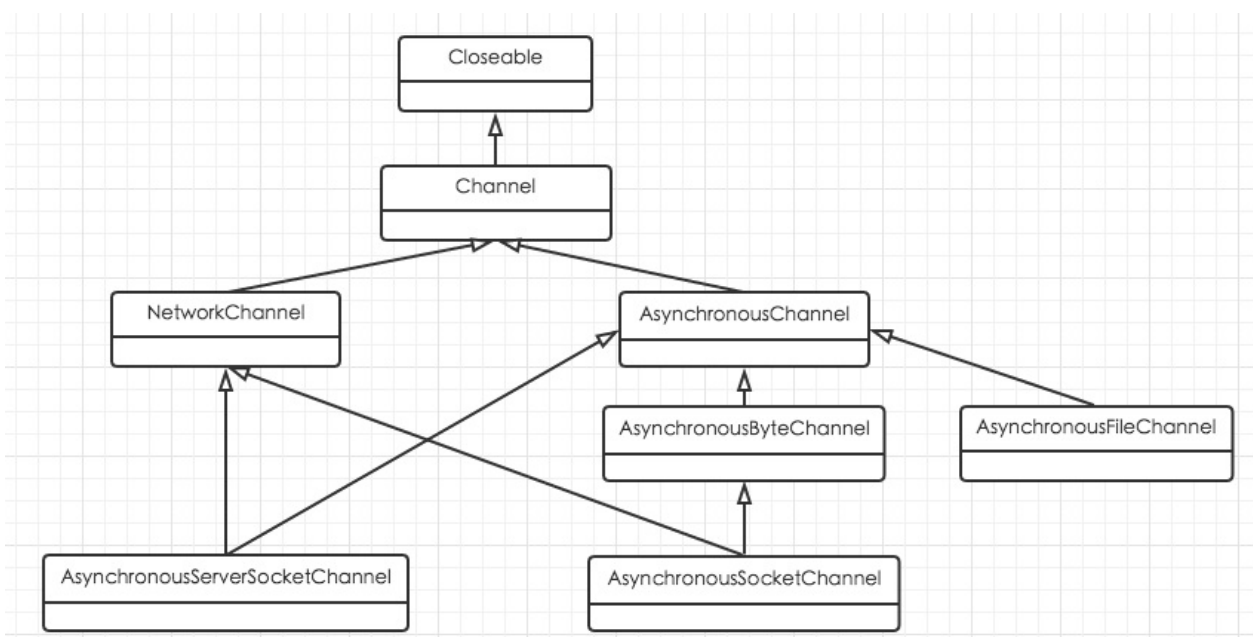 Closeable
Channel
NetworkChannel
AsynchronousChannel
AsynchronousByteChannel
AsynchronousFileChannel
AsynchronousServerSocketChannel
AsynchronousSocketChannel